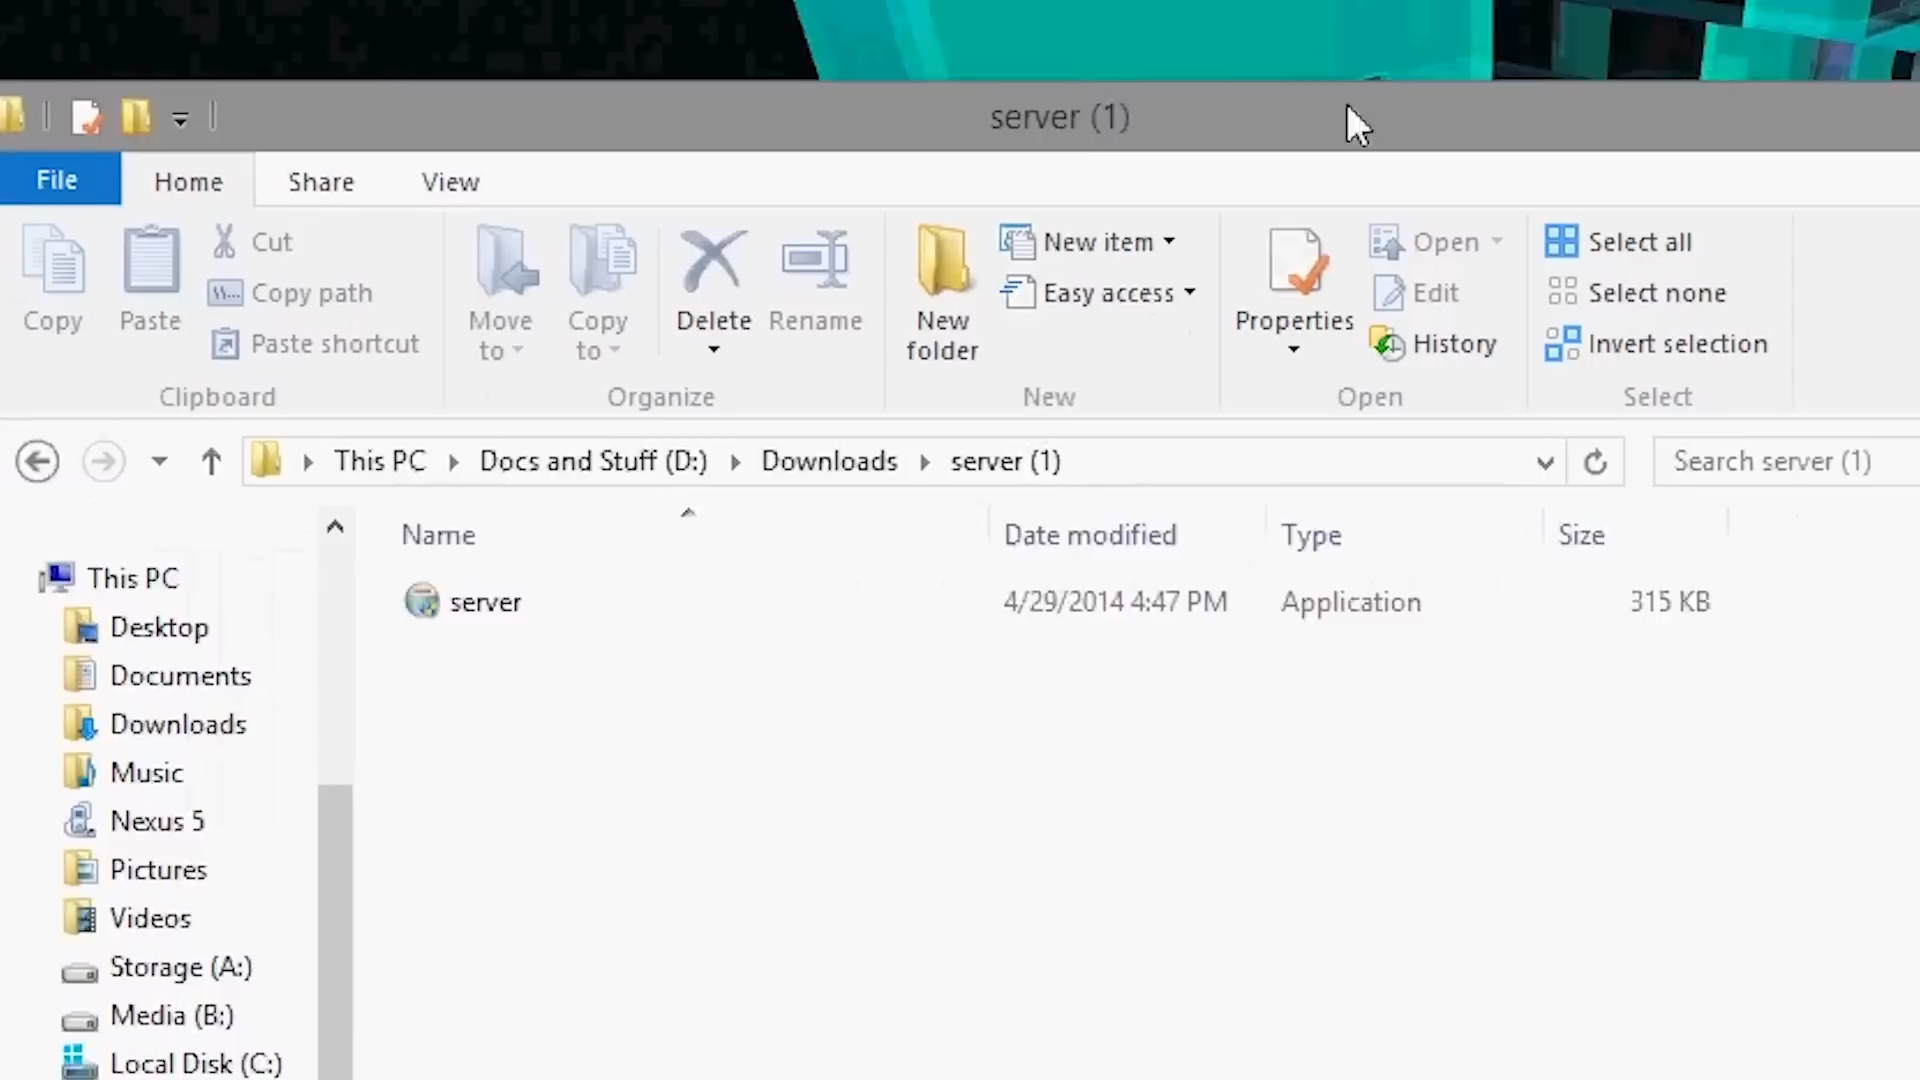 server (1)
File Home Share View
Copy
Paste
Cut
Copy path
Paste shortcut
Clipboard
Move to
Copy to
Delete
Rename
Organize
New folder
New item
Easy access
New
Properties
Open
Edit
History
Open
Select all
Select none
Invert selection
Select
This PC Docs and Stuff (D:) Downloads server (1)
Search server (1)
Name Date modified Type Size
server 4/29/2014 4:47 PM Application 315 KB
This PC
Desktop
Documents
Downloads
Music
Nexus 5
Pictures
Videos
Storage (A:)
Media (B:)
Local Disk (C:)